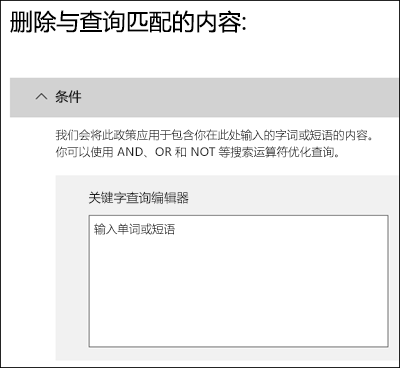 删除与查询匹配的内容:
条件
我们会将此政策应用于包含你在此处输入的字词或短语的内容。
你可以使用 AND、OR 和 NOT 等搜索运算符优化查询。
关键字查询编辑器
输入单词或短语